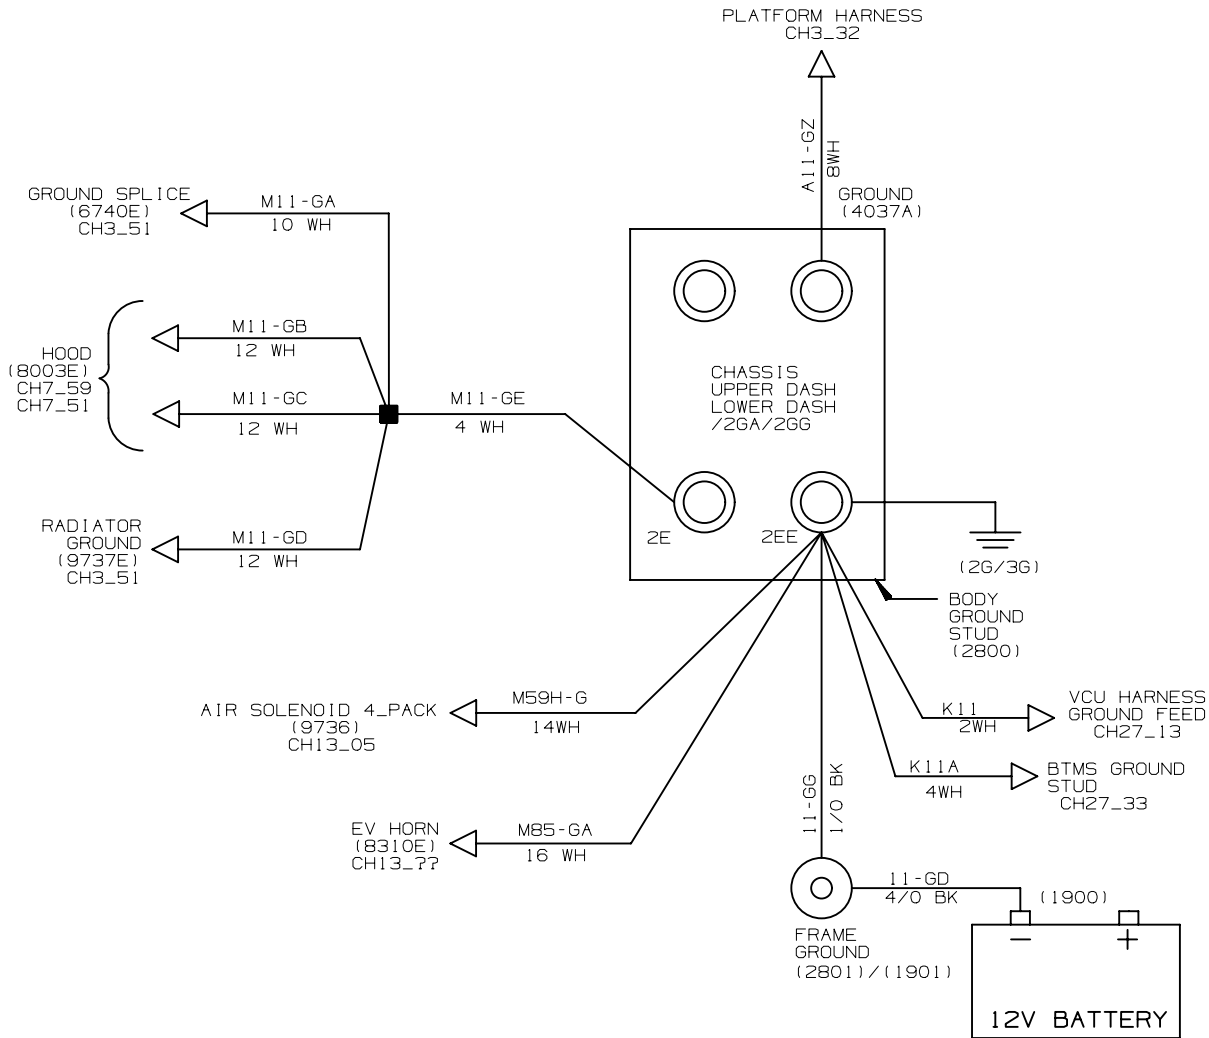 PLATFORM HARNESS
CH3_32
A11-GZ
8WH
GROUND
(4037A)
GROUND SPLICE
(6740E)
CH3_51
M11-GA
10 WH
HOOD
(8003E)
CH7_59
CH7_51
M11-GB
12 WH
M11-GC
12 WH
M11-GE
4 WH
CHASSIS
UPPER DASH
LOWER DASH
/2GA/2GG
RADIATOR
GROUND
(9737E)
CH3_51
M11-GD
12 WH
2E
2EE
(2G/3G)
BODY
GROUND
STUD
(2800)
AIR SOLENOID 4_PACK
(9736)
CH13_05
M59H-G
14WH
K11
2WH
VCU HARNESS
GROUND FEED
CH27_13
K11A
4WH
BTMS GROUND
STUD
CH27_33
EV HORN
(8310E)
CH13_??
M85-GA
16 WH
11-GG
1/0 BK
11-GD
4/0 BK
(1900)
FRAME
GROUND
(2801)/(1901)
− +
12V BATTERY